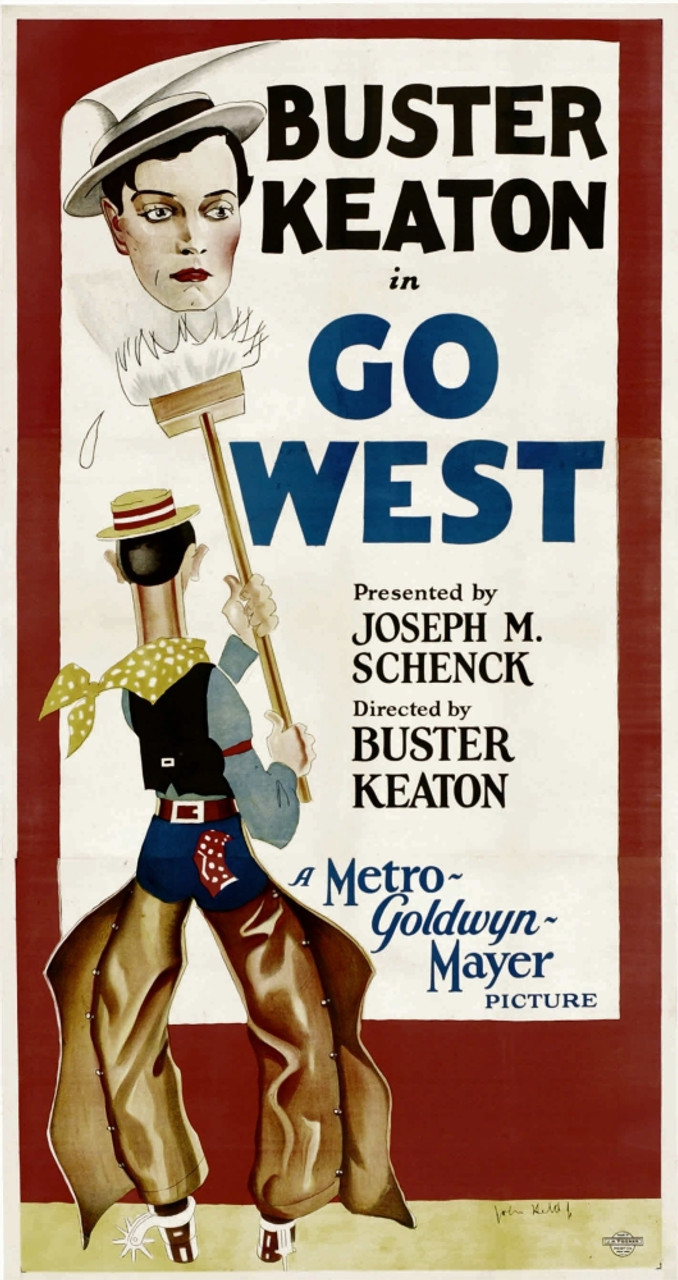 BUSTER
KEATON
in
GO
WEST
Presented by
JOSEPH M.
SCHENCK
Directed by
BUSTER
KEATON
A Metro-
Goldwyn-
Mayer
PICTURE